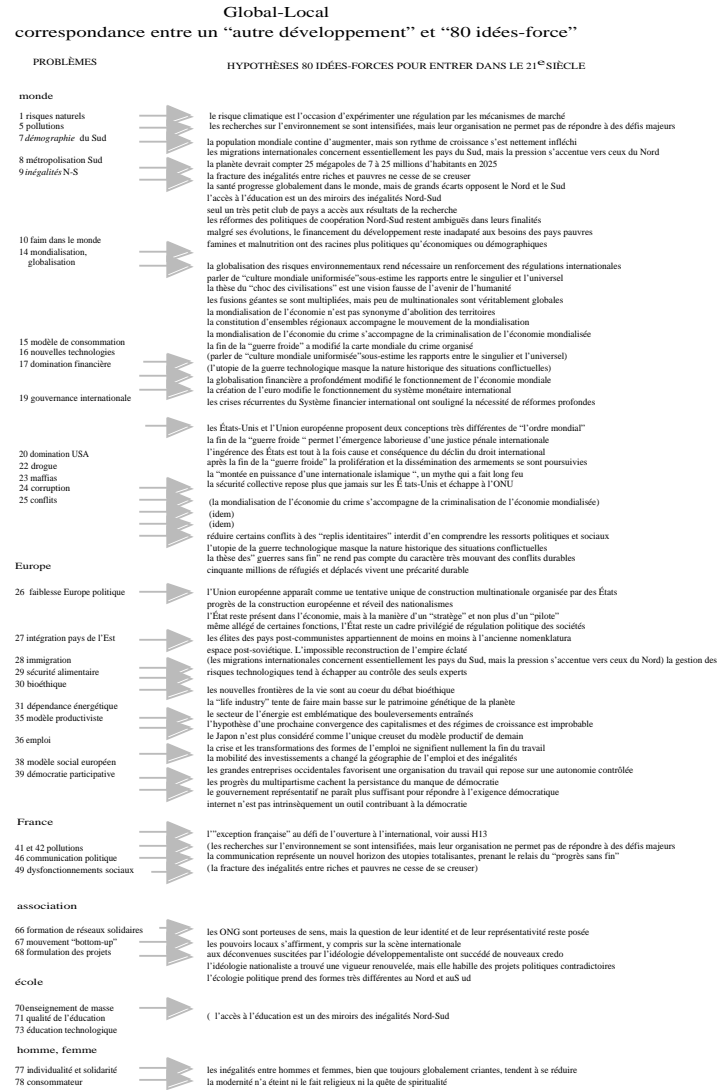 Global-Local
correspondance entre un “autre développement” et “80 idées-force”
PROBLÈMES
HYPOTHÈSES 80 IDÉES-FORCES POUR ENTRER DANS LE 21e SIÈCLE
monde
1 risques naturels
le risque climatique est l’occasion d’expérimenter une régulation par les mécanismes de marché
5 pollutions
les recherches sur l’environnement se sont intensifiées, mais leur organisation ne permet pas de répondre à des défis majeurs
7 démographie du Sud
la population mondiale contine d’augmenter, mais son rythme de croissance s’est nettement infléchi
les migrations internationales concernent essentiellement les pays du Sud, mais la pression s’accentue vers ceux du Nord
8 métropolisation Sud
la planète devrait compter 25 mégapoles de 7 à 25 millions d’habitants en 2025
9 inégalités N-S
la fracture des inégalités entre riches et pauvres ne cesse de se creuser
la santé progresse globalement dans le monde, mais de grands écarts opposent le Nord et le Sud
l’accès à l’éducation est un des miroirs des inégalités Nord-Sud
seul un très petit club de pays a accès aux résultats de la recherche
les réformes des politiques de coopération Nord-Sud restent ambiguës dans leurs finalités
malgré ses évolutions, le financement du développement reste inadapaté aux besoins des pays pauvres
10 faim dans le monde
famines et malnutrition ont des racines plus politiques qu’économiques ou démographiques
14 mondialisation,
globalisation
la globalisation des risques environnementaux rend nécessaire un renforcement des régulations internationales
parler de “culture mondiale uniformisée”sous-estime les rapports entre le singulier et l’universel
la thèse du “choc des civilisations” est une vision fausse de l’avenir de l’humanité
les fusions géantes se sont multipliées, mais peu de multinationales sont véritablement globales
la mondialisation de l’économie n’est pas synonyme d’abolition des territoires
la constitution d’ensembles régionaux accompagne le mouvement de la mondialisation
la mondialisation de l’économie du crime s’accompagne de la criminalisation de l’économie mondialisée
15 modèle de consommation
la fin de la “guerre froide” a modifié la carte mondiale du crime organisé
16 nouvelles technologies
(parler de “culture mondiale uniformisée”sous-estime les rapports entre le singulier et l’universel)
17 domination financière
(l’utopie de la guerre technologique masque la nature historique des situations conflictuelles)
la globalisation financière a profondément modifié le fonctionnement de l’économie mondiale
la création de l’euro modifie le fonctionnement du système monétaire international
19 gouvernance internationale
les crises récurrentes du Système financier international ont souligné la nécessité de réformes profondes
les États-Unis et l’Union européenne proposent deux conceptions très différentes de “l’ordre mondial”
la fin de la “guerre froide “ permet l’émergence laborieuse d’une justice pénale internationale
l’ingérence des États est tout à la fois cause et conséquence du déclin du droit international
20 domination USA
après la fin de la “guerre froide” la prolifération et la dissémination des armements se sont poursuivies
22 drogue
la “montée en puissance d’une internationale islamique “, un mythe qui a fait long feu
23 maffias
la sécurité collective repose plus que jamais sur les É tats-Unis et échappe à l’ONU
24 corruption
25 conflits
(la mondialisation de l’économie du crime s’accompagne de la criminalisation de l’économie mondialisée)
(idem)
(idem)
réduire certains conflits à des “replis identitaires” interdit d’en comprendre les ressorts politiques et sociaux
l’utopie de la guerre technologique masque la nature historique des situations conflictuelles
la thèse des” guerres sans fin” ne rend pas compte du caractère très mouvant des conflits durables
cinquante millions de réfugiés et déplacés vivent une précarité durable
Europe
26 faiblesse Europe politique
l’Union européenne apparaît comme ue tentative unique de construction multinationale organisée par des États
progrès de la construction européenne et réveil des nationalismes
l’État reste présent dans l’économie, mais à la manière d’un “stratège” et non plus d’un “pilote”
même allégé de certaines fonctions, l’État reste un cadre privilégié de régulation politique des sociétés
27 intégration pays de l’Est
les élites des pays post-communistes appartiennent de moins en moins à l’ancienne nomenklatura
espace post-soviétique. L’impossible reconstruction de l’empire éclaté
28 immigration
(les migrations internationales concernent essentiellement les pays du Sud, mais la pression s’accentue vers ceux du Nord) la gestion des
29 sécurité alimentaire
risques technologiques tend à échapper au contrôle des seuls experts
30 bioéthique
les nouvelles frontières de la vie sont au coeur du débat bioéthique
la “life industry” tente de faire main basse sur le patrimoine génétique de la planète
31 dépendance énergétique
le secteur de l’énergie est emblématique des bouleversements entraînés
35 modèle productiviste
l’hypothèse d’une prochaine convergence des capitalismes et des régimes de croissance est improbable
36 emploi
le Japon n’est plus considéré comme l’unique creuset du modèle productif de demain
la crise et les transformations des formes de l’emploi ne signifient nullement la fin du travail
la mobilité des investissements a changé la géographie de l’emploi et des inégalités
38 modèle social européen
les grandes entreprises occidentales favorisent une organisation du travail qui repose sur une autonomie contrôlée
39 démocratie participative
les progrès du multipartisme cachent la persistance du manque de démocratie
le gouvernement représentatif ne paraît plus suffisant pour répondre à l’exigence démocratique
internet n’est pas intrinsèquement un outil contribuant à la démocratie
France
l’”exception française” au défi de l’ouverture à l’international, voir aussi H13
41 et 42 pollutions
(les recherches sur l’environnement se sont intensifiées, mais leur organisation ne permet pas de répondre à des défis majeurs
46 communication politique
la communication représente un nouvel horizon des utopies totalisantes, prenant le relais du “progrès sans fin”
49 dysfonctionnements sociaux
(la fracture des inégalités entre riches et pauvres ne cesse de se creuser)
association
66 formation de réseaux solidaires
les ONG sont porteuses de sens, mais la question de leur identité et de leur représentativité reste posée
67 mouvement “bottom-up”
les pouvoirs locaux s’affirment, y compris sur la scène internationale
68 formulation des projets
aux déconvenues suscitées par l’idéologie développementaliste ont succédé de nouveaux credo
l’idéologie nationaliste a trouvé une vigueur renouvelée, mais elle habille des projets politiques contradictoires
l’écologie politique prend des formes très différentes au Nord et auS ud
école
70enseignement de masse
71 qualité de l’éducation
( l’accès à l’éducation est un des miroirs des inégalités Nord-Sud
73 éducation technologique
homme, femme
77 individualité et solidarité
les inégalités entre hommes et femmes, bien que toujours globalement criantes, tendent à se réduire
78 consommateur
la modernité n’a éteint ni le fait religieux ni la quête de spiritualité